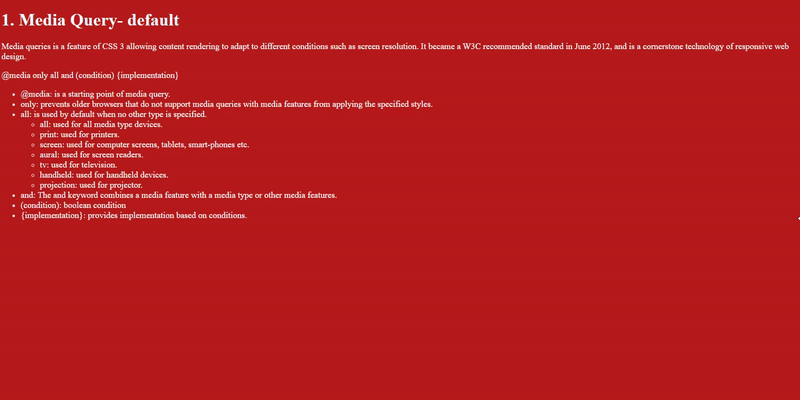 1. Media Query- default
Media queries is a feature of CSS 3 allowing content rendering to adapt to different conditions such as screen resolution. It became a W3C recommended standard in June 2012, and is a cornerstone technology of responsive web
design.
@media only all and (condition) {implementation}
• @media: is a starting point of media query.
• only: prevents older browsers that do not support media queries with media features from applying the specified styles.
• all: is used by default when no other type is specified.
◦ all: used for all media type devices.
◦ print: used for printers.
◦ screen: used for computer screens, tablets, smart-phones etc.
◦ aural: used for screen readers.
◦ tv: used for television.
◦ handheld: used for handheld devices.
◦ projection: used for projector.
• and: The and keyword combines a media feature with a media type or other media features.
• (condition): boolean condition
• {implementation}: provides implementation based on conditions.